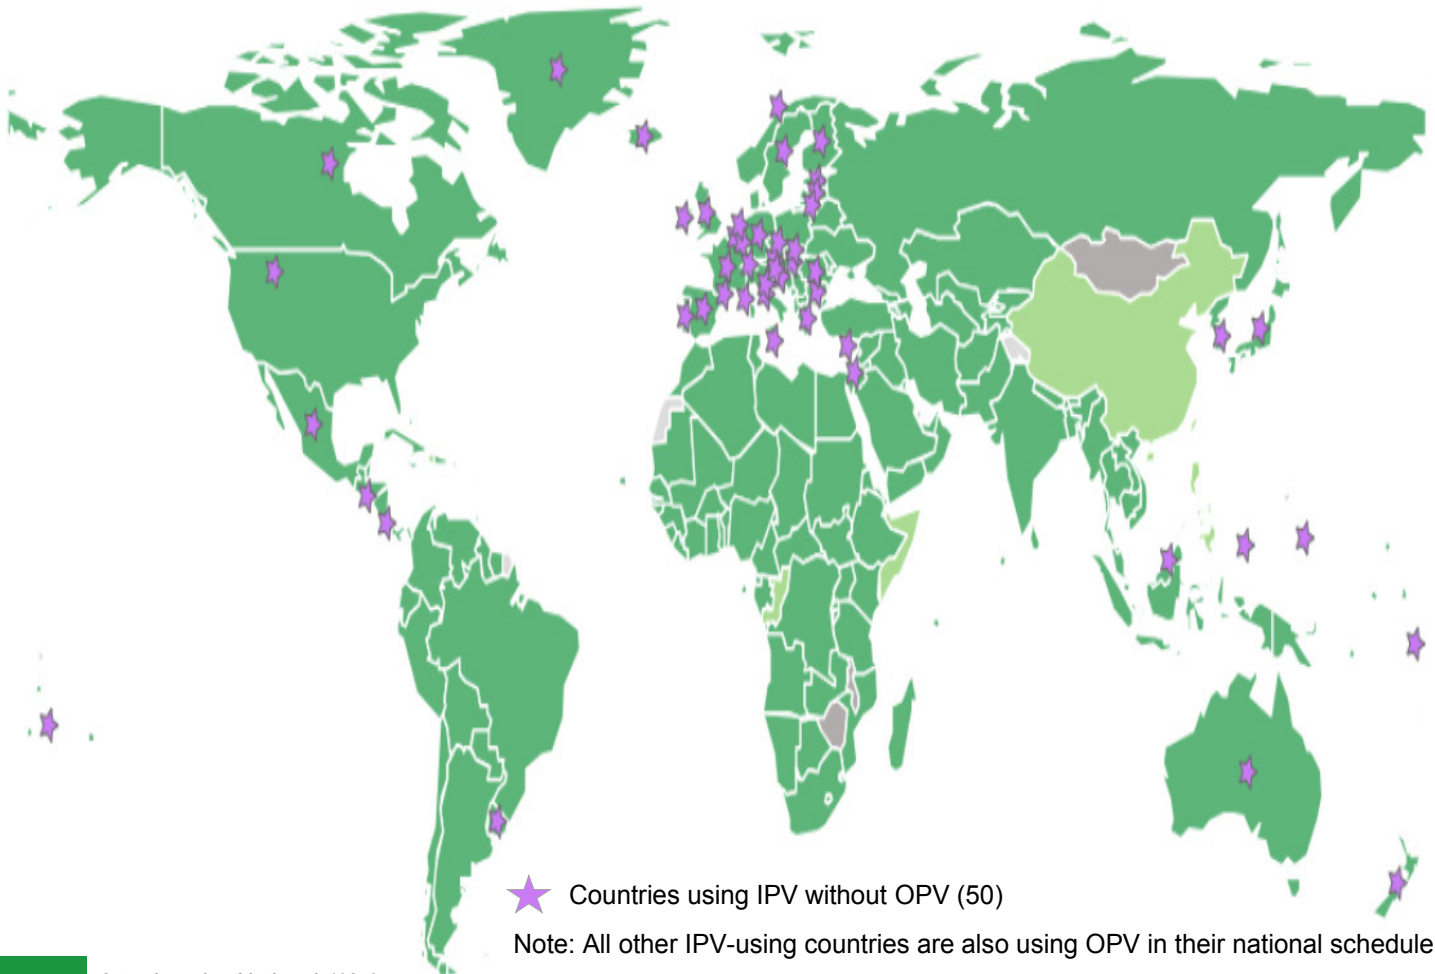 Countries using IPV without OPV (50)
Note: All other IPV-using countries are also using OPV in their national schedule